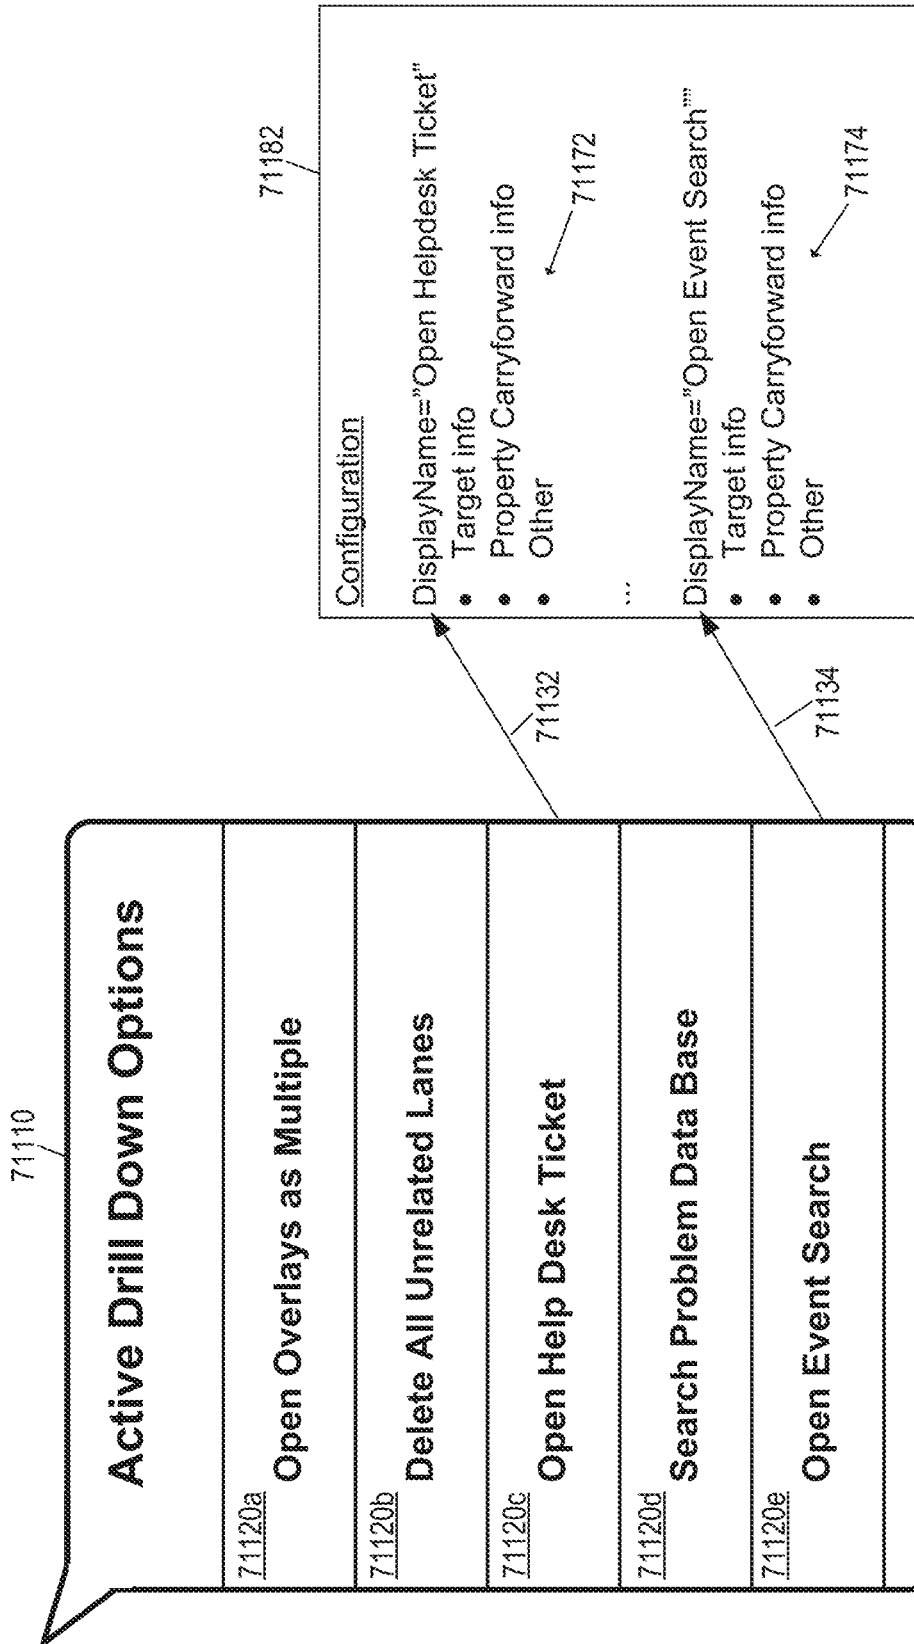 71110
Active Drill Down Options
71120a
Open Overlays as Multiple
71120b
Delete All Unrelated Lanes
71120c
Open Help Desk Ticket
71120d
Search Problem Data Base
71120e
Open Event Search
71132
71134
71182
Configuration
DisplayName="Open Helpdesk Ticket"
• Target info
• Property Carryforward info
• Other
71172
...
DisplayName="Open Event Search""
• Target info
• Property Carryforward info
• Other
71174